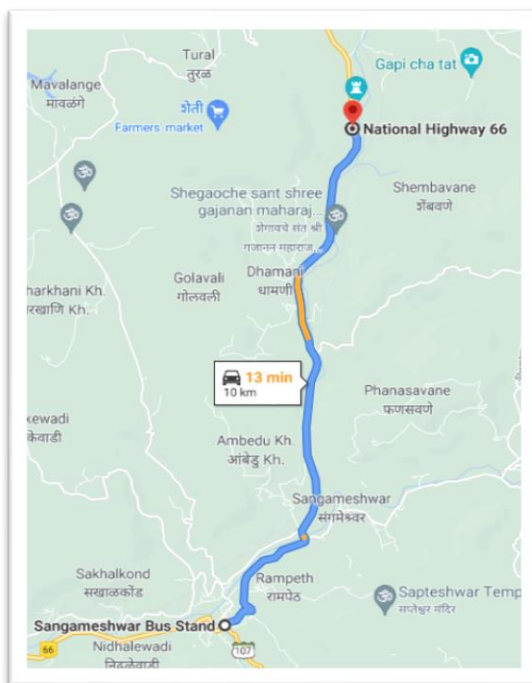 Tural
तुरळ
Gapi cha tat
Mavalange
मावळंगे
शेती
Farmers' market
National Highway 66
Shembavane
शेंबवणे
Shegaoche sant shree
gajanan maharaj...
शेगावचे संत श्री
गजानन महाराज...
Dhamani
धामणी
Golavali
गोळवली
harkhani Kh.
रखाणि Kh.
13 min
10 km
Phanasavane
फणसवणे
kewadi
केवाडी
Ambedu Kh.
आंबेडु Kh.
Sangameshwar
संगमेश्वर
Sakhalkond
सखाळकोंड
Rampeth
रामपेठ
Sapteshwar Temp
सप्तेश्वर मंदिर
Sangameshwar Bus Stand
66
107
Nidhalewadi
निढळेवाडी